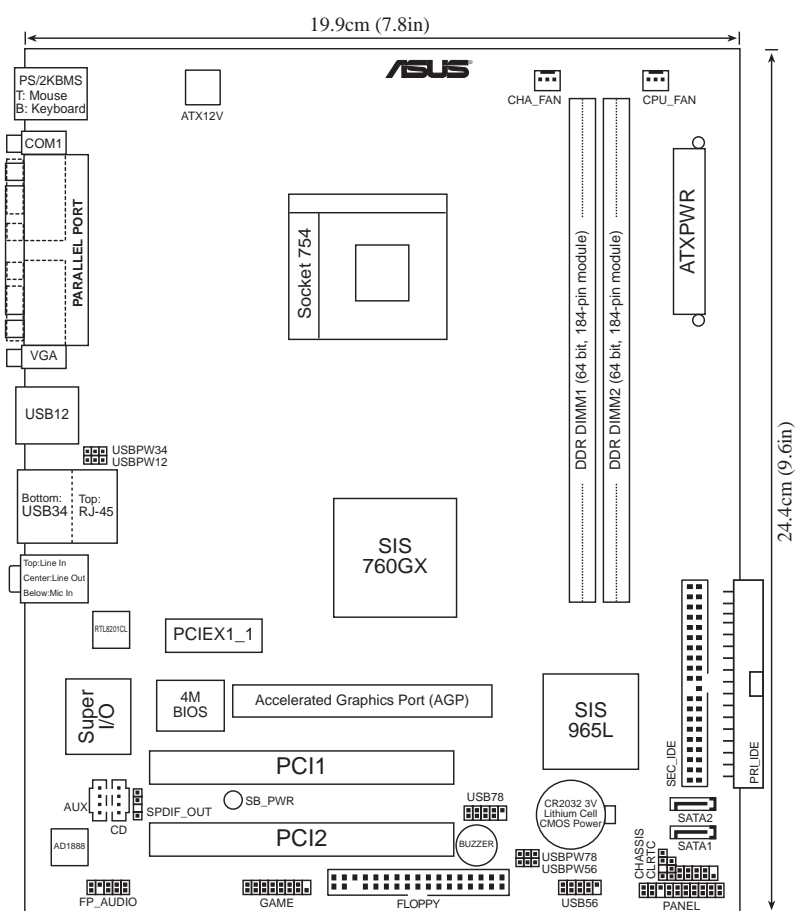 19.9cm (7.8in)
PS/2KBMS
T: Mouse
B: Keyboard
ATX12V
ASUS
CHA_FAN
CPU_FAN
COM1
PARALLEL PORT
VGA
Socket 754
DDR DIMM1 (64 bit, 184-pin module)
DDR DIMM2 (64 bit, 184-pin module)
ATXPWR
24.4cm (9.6in)
USB12
USBPW34
USBPW12
Bottom:
USB34
Top:
RJ-45
Top:Line In
Center:Line Out
Below:Mic In
SIS
760GX
RTL8201CL
PCIEX1_1
Super
I/O
4M
BIOS
Accelerated Graphics Port (AGP)
SIS
965L
SEC_IDE
PRI_IDE
PCI1
AUX
CD
SPDIF_OUT
SB_PWR
USB78
CR2032 3V
Lithium Cell
CMOS Power
SATA2
SATA1
AD1888
PCI2
BUZZER
USBPW78
USBPW56
CHASSIS
CLRTC
FP_AUDIO
GAME
FLOPPY
USB56
PANEL